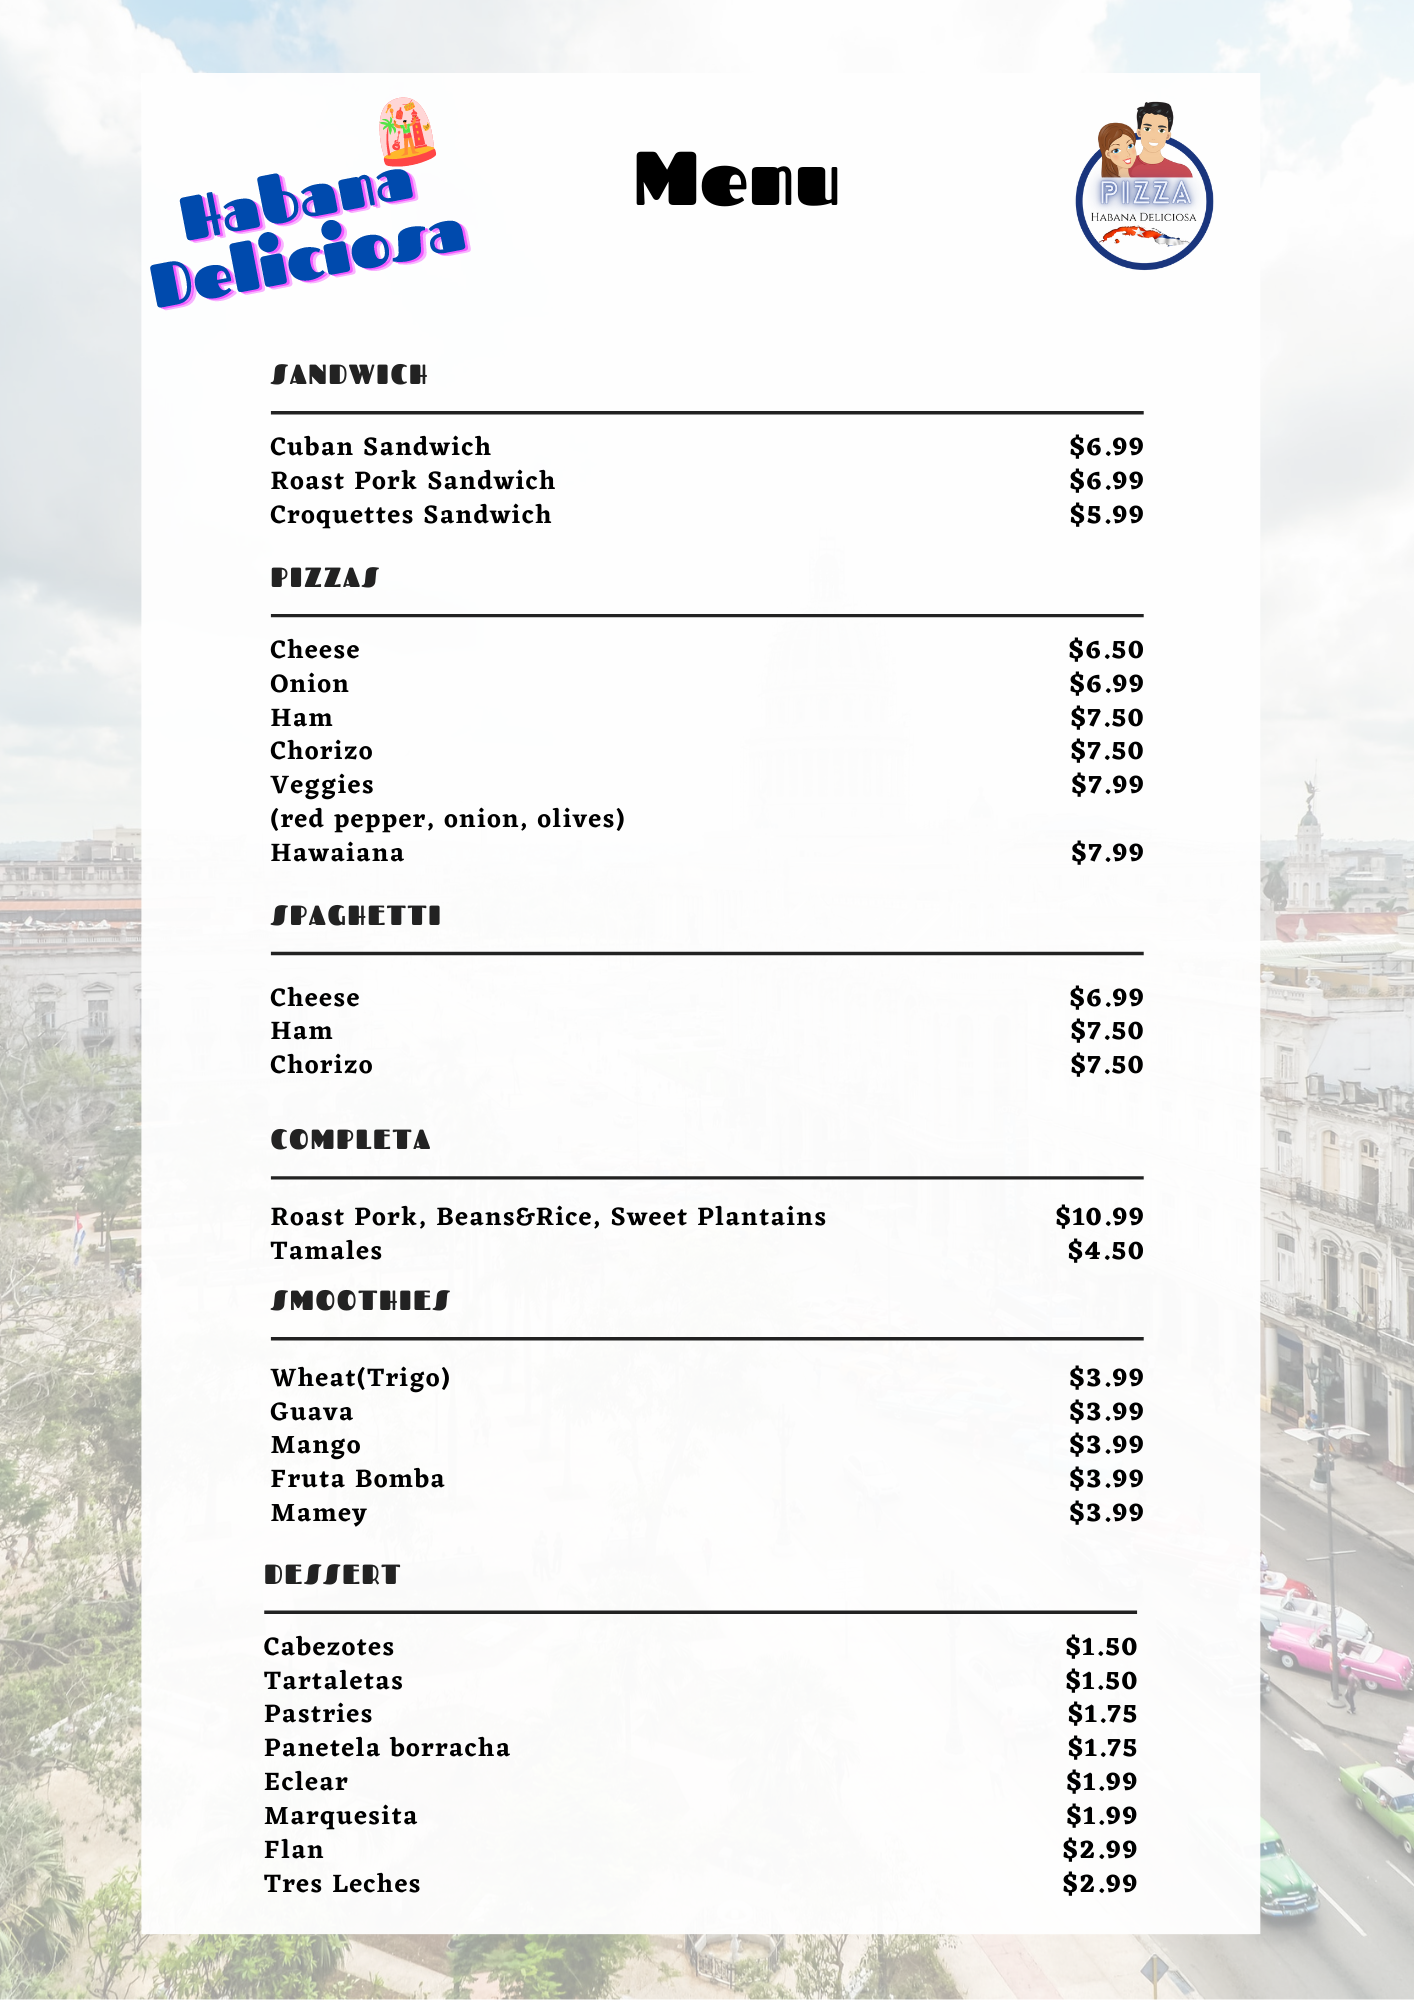 Habana
Deliciosa
Menu
PIZZA
HABANA DELICIOSA
SANDWICH
Cuban Sandwich $6.99
Roast Pork Sandwich $6.99
Croquettes Sandwich $5.99
PIZZAS
Cheese $6.50
Onion $6.99
Ham $7.50
Chorizo $7.50
Veggies $7.99
(red pepper, onion, olives)
Hawaiana $7.99
SPAGHETTI
Cheese $6.99
Ham $7.50
Chorizo $7.50
COMPLETA
Roast Pork, Beans&Rice, Sweet Plantains $10.99
Tamales $4.50
SMOOTHIES
Wheat(Trigo) $3.99
Guava $3.99
Mango $3.99
Fruta Bomba $3.99
Mamey $3.99
DESSERT
Cabezotes $1.50
Tartaletas $1.50
Pastries $1.75
Panetela borracha $1.75
Eclear $1.99
Marquesita $1.99
Flan $2.99
Tres Leches $2.99